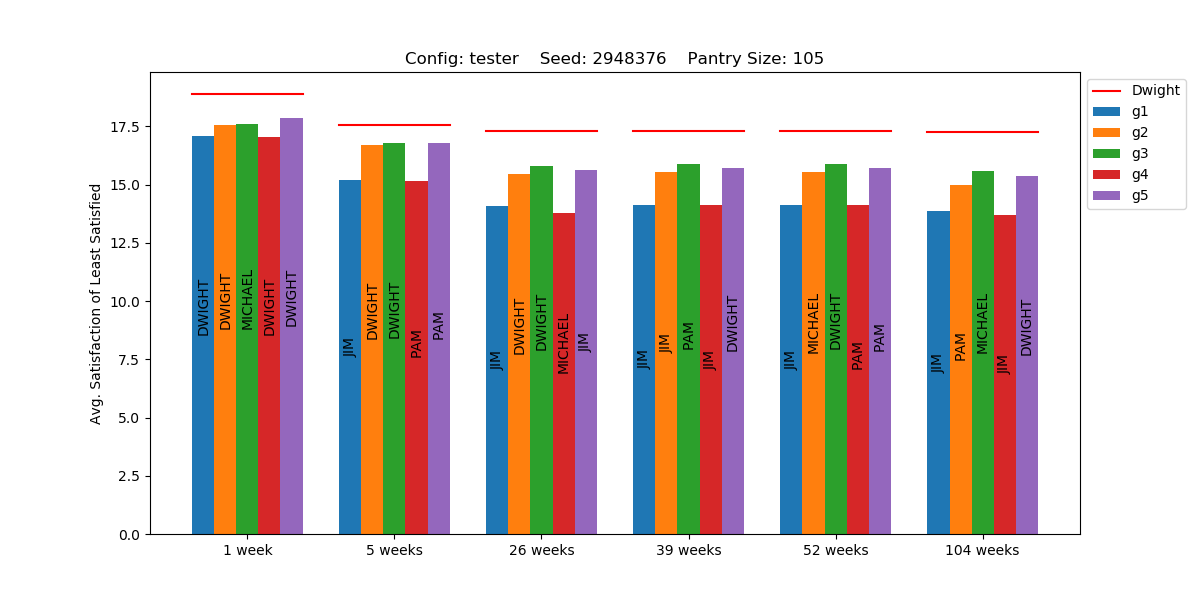 Config: tester    Seed: 2948376    Pantry Size: 105
Dwight
g1
g2
g3
g4
g5
Avg. Satisfaction of Least Satisfied
17.5
15.0
12.5
10.0
7.5
5.0
2.5
0.0
DWIGHT
DWIGHT
MICHAEL
DWIGHT
DWIGHT
JIM
DWIGHT
DWIGHT
PAM
PAM
JIM
DWIGHT
DWIGHT
MICHAEL
JIM
JIM
JIM
PAM
JIM
DWIGHT
JIM
MICHAEL
DWIGHT
PAM
PAM
JIM
PAM
MICHAEL
JIM
DWIGHT
1 week
5 weeks
26 weeks
39 weeks
52 weeks
104 weeks